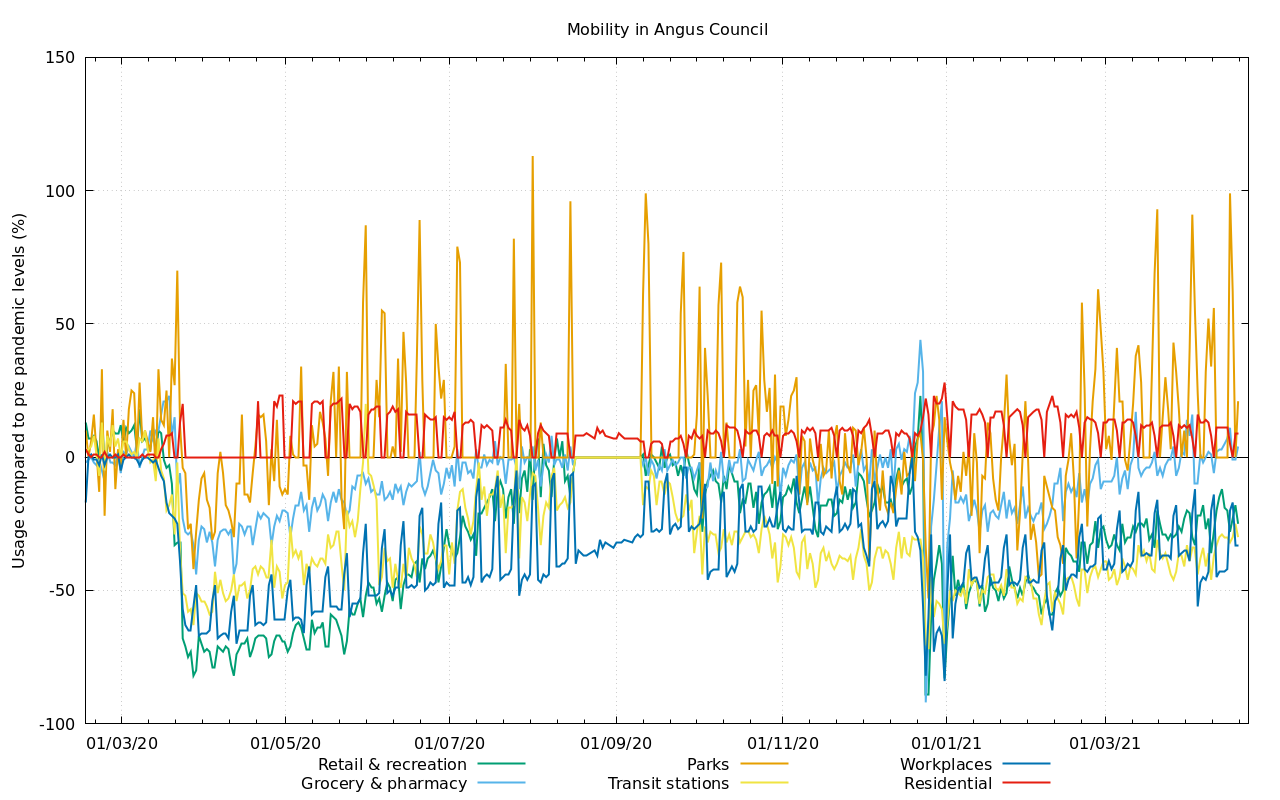 Mobility in Angus Council
Usage compared to pre pandemic levels (%)
150
100
50
0
-50
-100
01/03/20 01/05/20 01/07/20 01/09/20 01/11/20 01/01/21 01/03/21
Retail & recreation Parks Workplaces
Grocery & pharmacy Transit stations Residential